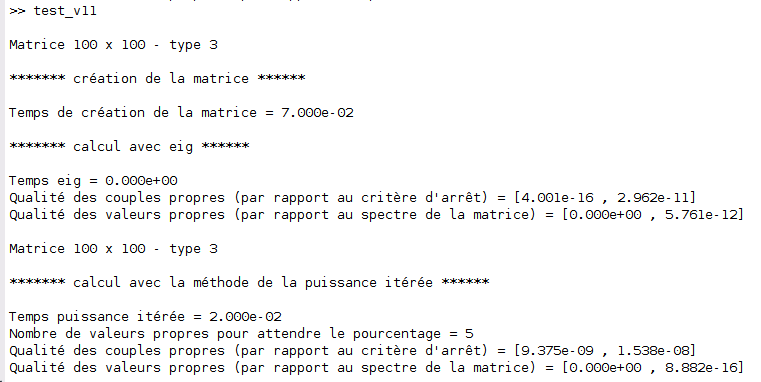 >> test_v11
Matrice 100 x 100 - type 3
******* création de la matrice ******
Temps de création de la matrice = 7.000e-02
******* calcul avec eig ******
Temps eig = 0.000e+00
Qualité des couples propres (par rapport au critère d'arrêt) = [4.001e-16 , 2.962e-11]
Qualité des valeurs propres (par rapport au spectre de la matrice) = [0.000e+00 , 5.761e-12]
Matrice 100 x 100 - type 3
******* calcul avec la méthode de la puissance itérée ******
Temps puissance itérée = 2.000e-02
Nombre de valeurs propres pour attendre le pourcentage = 5
Qualité des couples propres (par rapport au critère d'arrêt) = [9.375e-09 , 1.538e-08]
Qualité des valeurs propres (par rapport au spectre de la matrice) = [0.000e+00 , 8.882e-16]